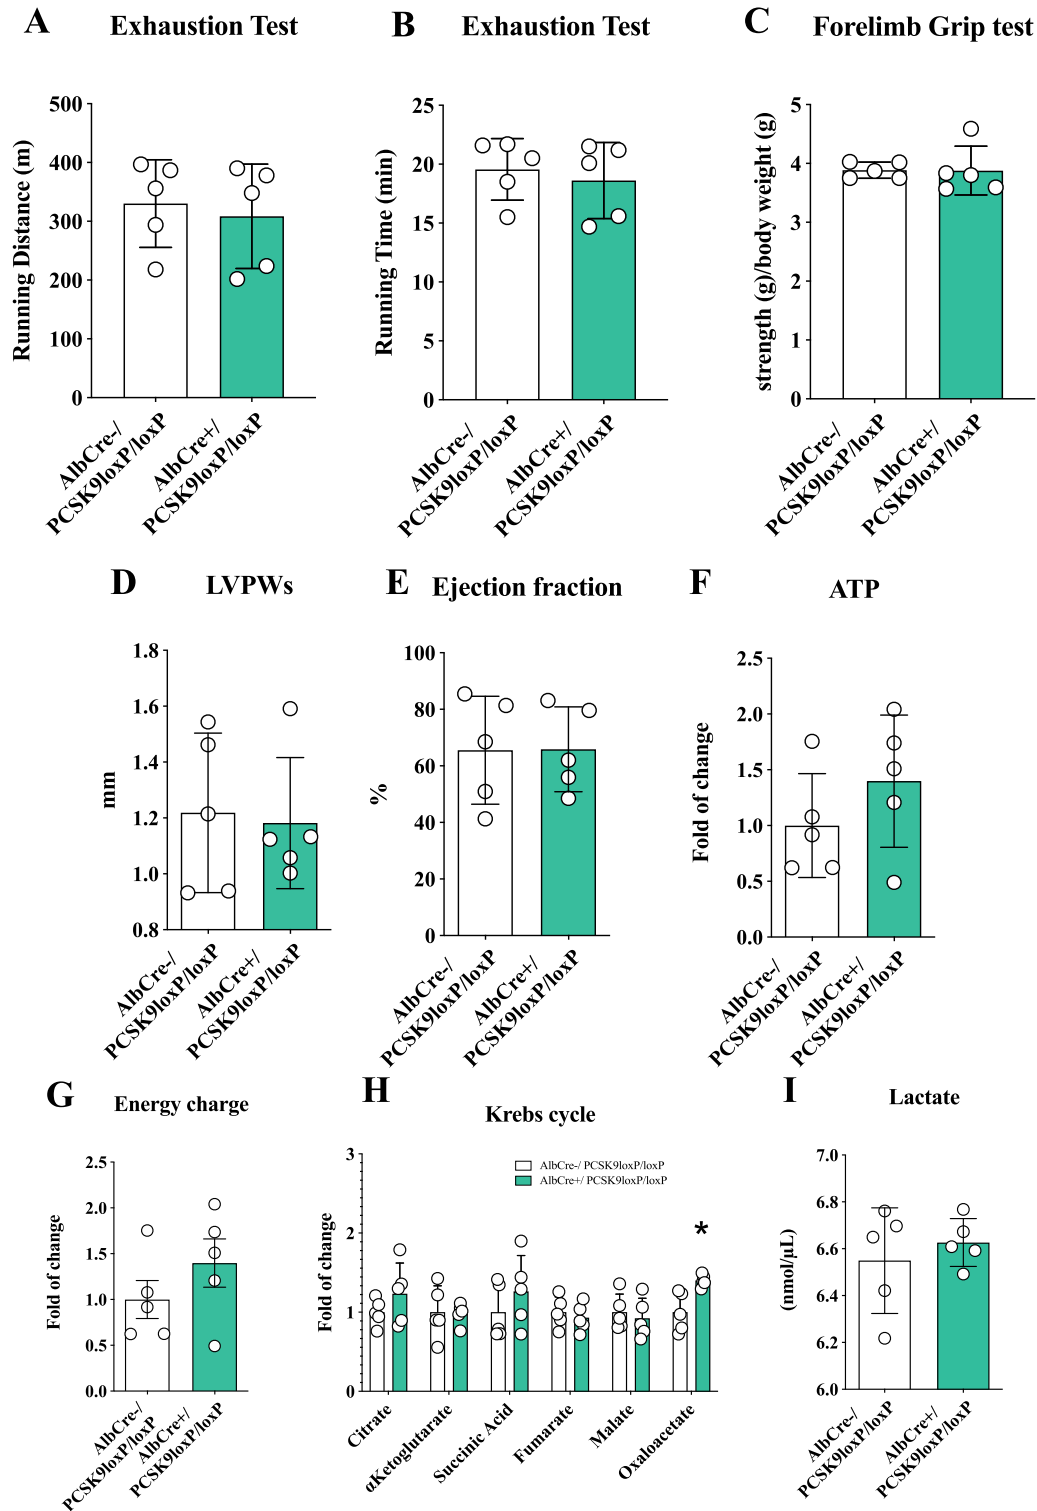 A
Exhaustion Test
Running Distance (m)
500
400
300
200
100
0
AlbCre-/
PCSK9loxP/loxP
AlbCre+/
PCSK9loxP/loxP
B
Exhaustion Test
Running Time (min)
25
20
15
10
5
0
AlbCre-/
PCSK9loxP/loxP
AlbCre+/
PCSK9loxP/loxP
C
Forelimb Grip test
strength (g)/body weight (g)
5
4
3
2
1
0
AlbCre-/
PCSK9loxP/loxP
AlbCre+/
PCSK9loxP/loxP
D
LVPWs
mm
1.8
1.6
1.4
1.2
1.0
0.8
AlbCre-/
PCSK9loxP/loxP
AlbCre+/
PCSK9loxP/loxP
E
Ejection fraction
%
100
80
60
40
20
0
AlbCre-/
PCSK9loxP/loxP
AlbCre+/
PCSK9loxP/loxP
F
ATP
Fold of change
2.5
2.0
1.5
1.0
0.5
0.0
AlbCre-/
PCSK9loxP/loxP
AlbCre+/
PCSK9loxP/loxP
G
Energy charge
Fold of change
2.5
2.0
1.5
1.0
0.5
0.0
AlbCre-/
PCSK9loxP/loxP
AlbCre+/
PCSK9loxP/loxP
H
Krebs cycle
Fold of change
3
2
1
0
AlbCre-/ PCSK9loxP/loxP
AlbCre+/ PCSK9loxP/loxP
*
Citrate
αKetoglutarate
Succinic Acid
Fumarate
Malate
Oxaloacetate
I
Lactate
(nmol/µL)
7.0
6.8
6.6
6.4
6.2
6.0
AlbCre-/
PCSK9loxP/loxP
AlbCre+/
PCSK9loxP/loxP